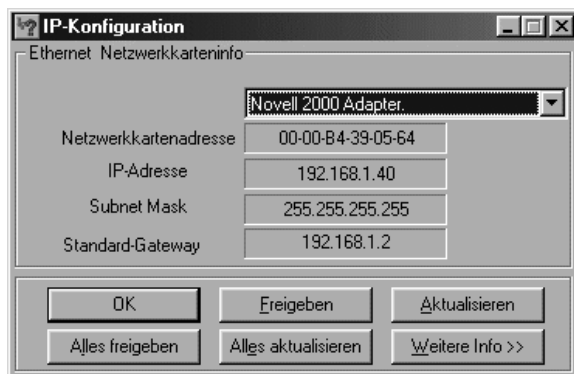 IP-Konfiguration
Ethernet Netzwerkkarteninfo
Novell 2000 Adapter.
Netzwerkkartenadresse 00-00-B4-39-05-64
IP-Adresse 192.168.1.40
Subnet Mask 255.255.255.255
Standard-Gateway 192.168.1.2
OK Freigeben Aktualisieren
Alles freigeben Alles aktualisieren Weitere Info >>